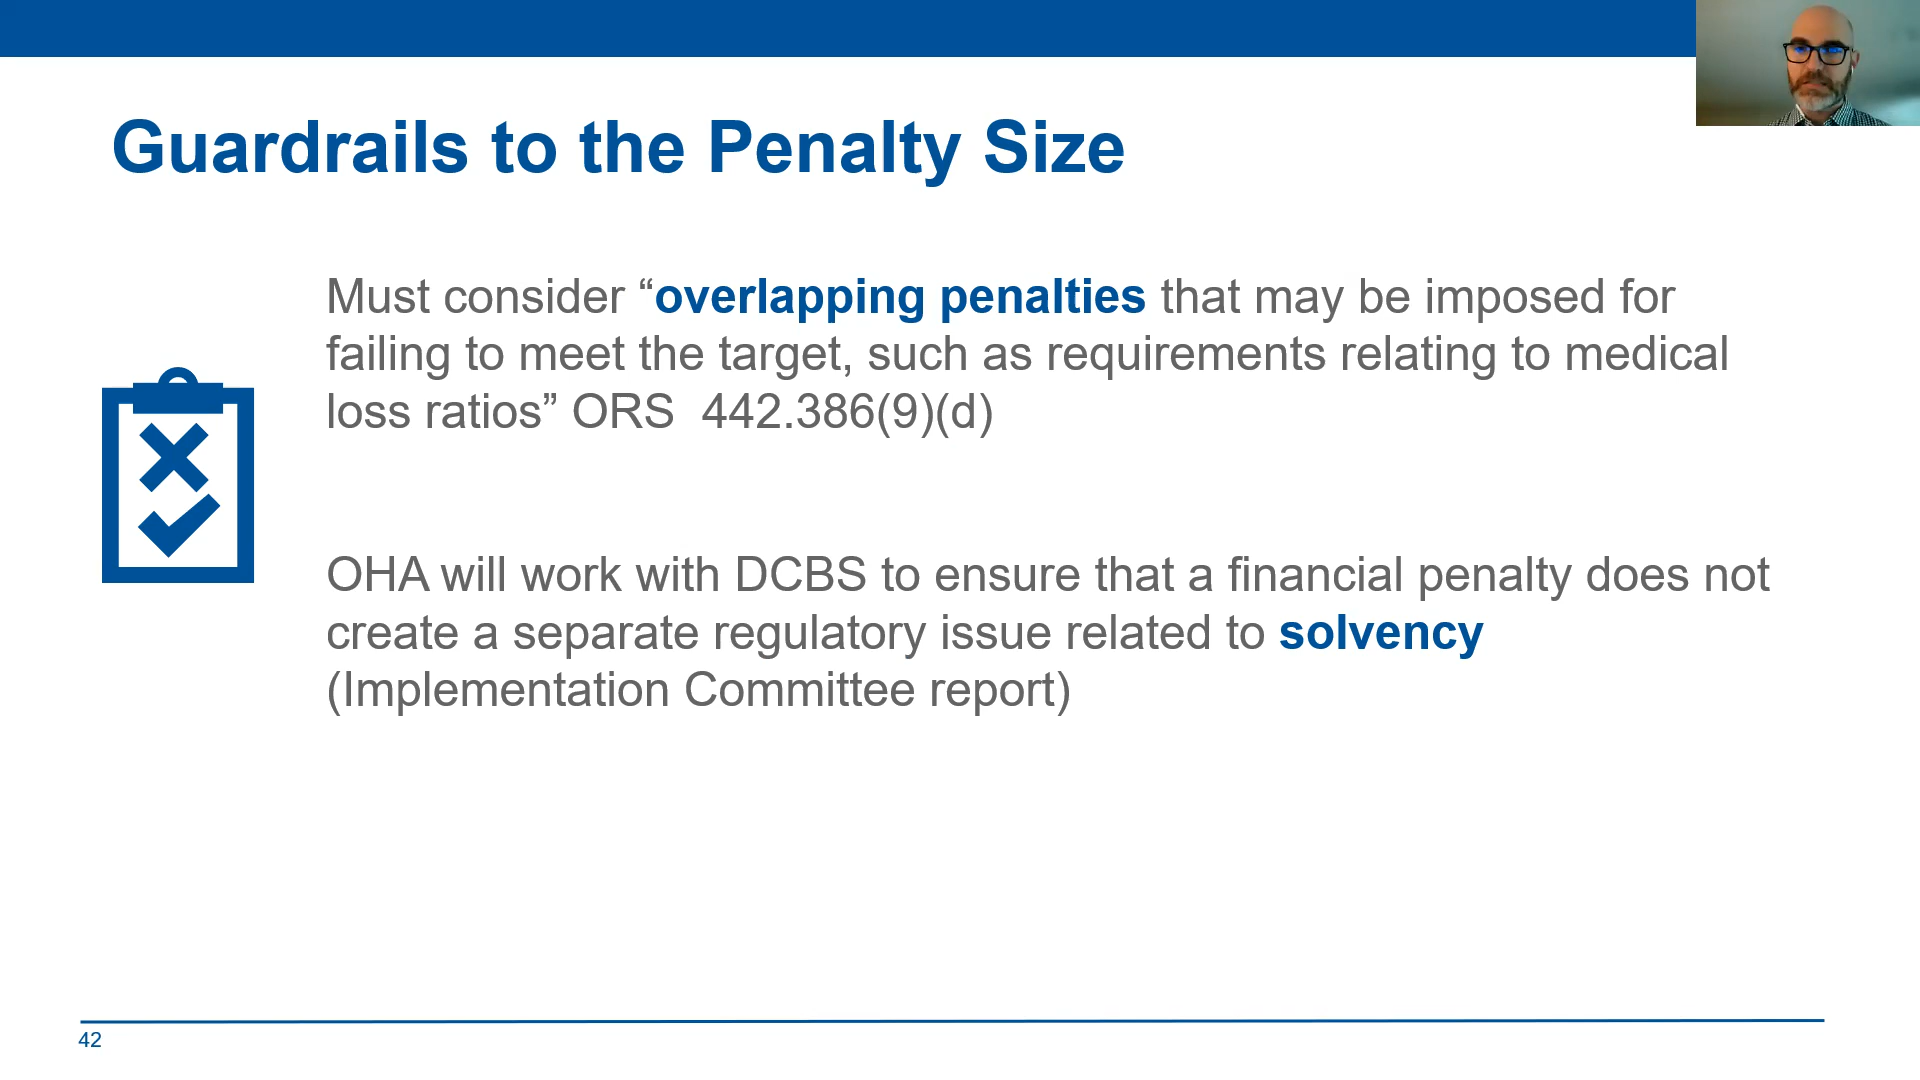 Guardrails to the Penalty Size
Must consider “overlapping penalties that may be imposed for
failing to meet the target, such as requirements relating to medical
loss ratios” ORS  442.386(9)(d)
OHA will work with DCBS to ensure that a financial penalty does not
create a separate regulatory issue related to solvency
(Implementation Committee report)
42